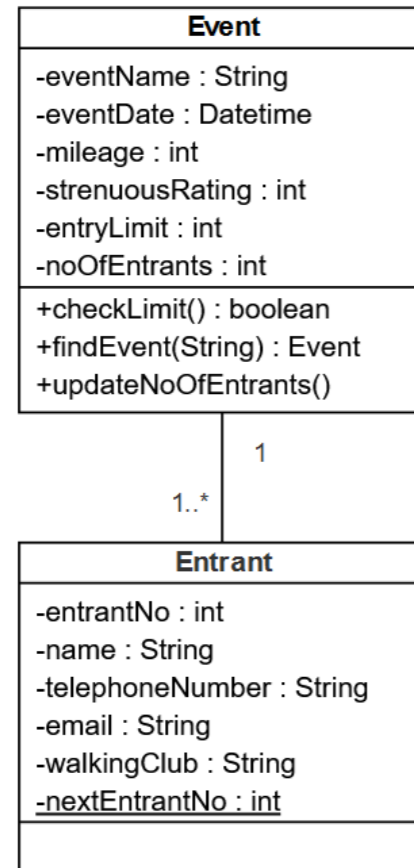 Event
-eventName : String
-eventDate : Datetime
-mileage : int
-strenuousRating : int
-entryLimit : int
-noOfEntrants : int
+checkLimit() : boolean
+findEvent(String) : Event
+updateNoOfEntrants()
1
1..*
Entrant
-entrantNo : int
-name : String
-telephoneNumber : String
-email : String
-walkingClub : String
-nextEntrantNo : int